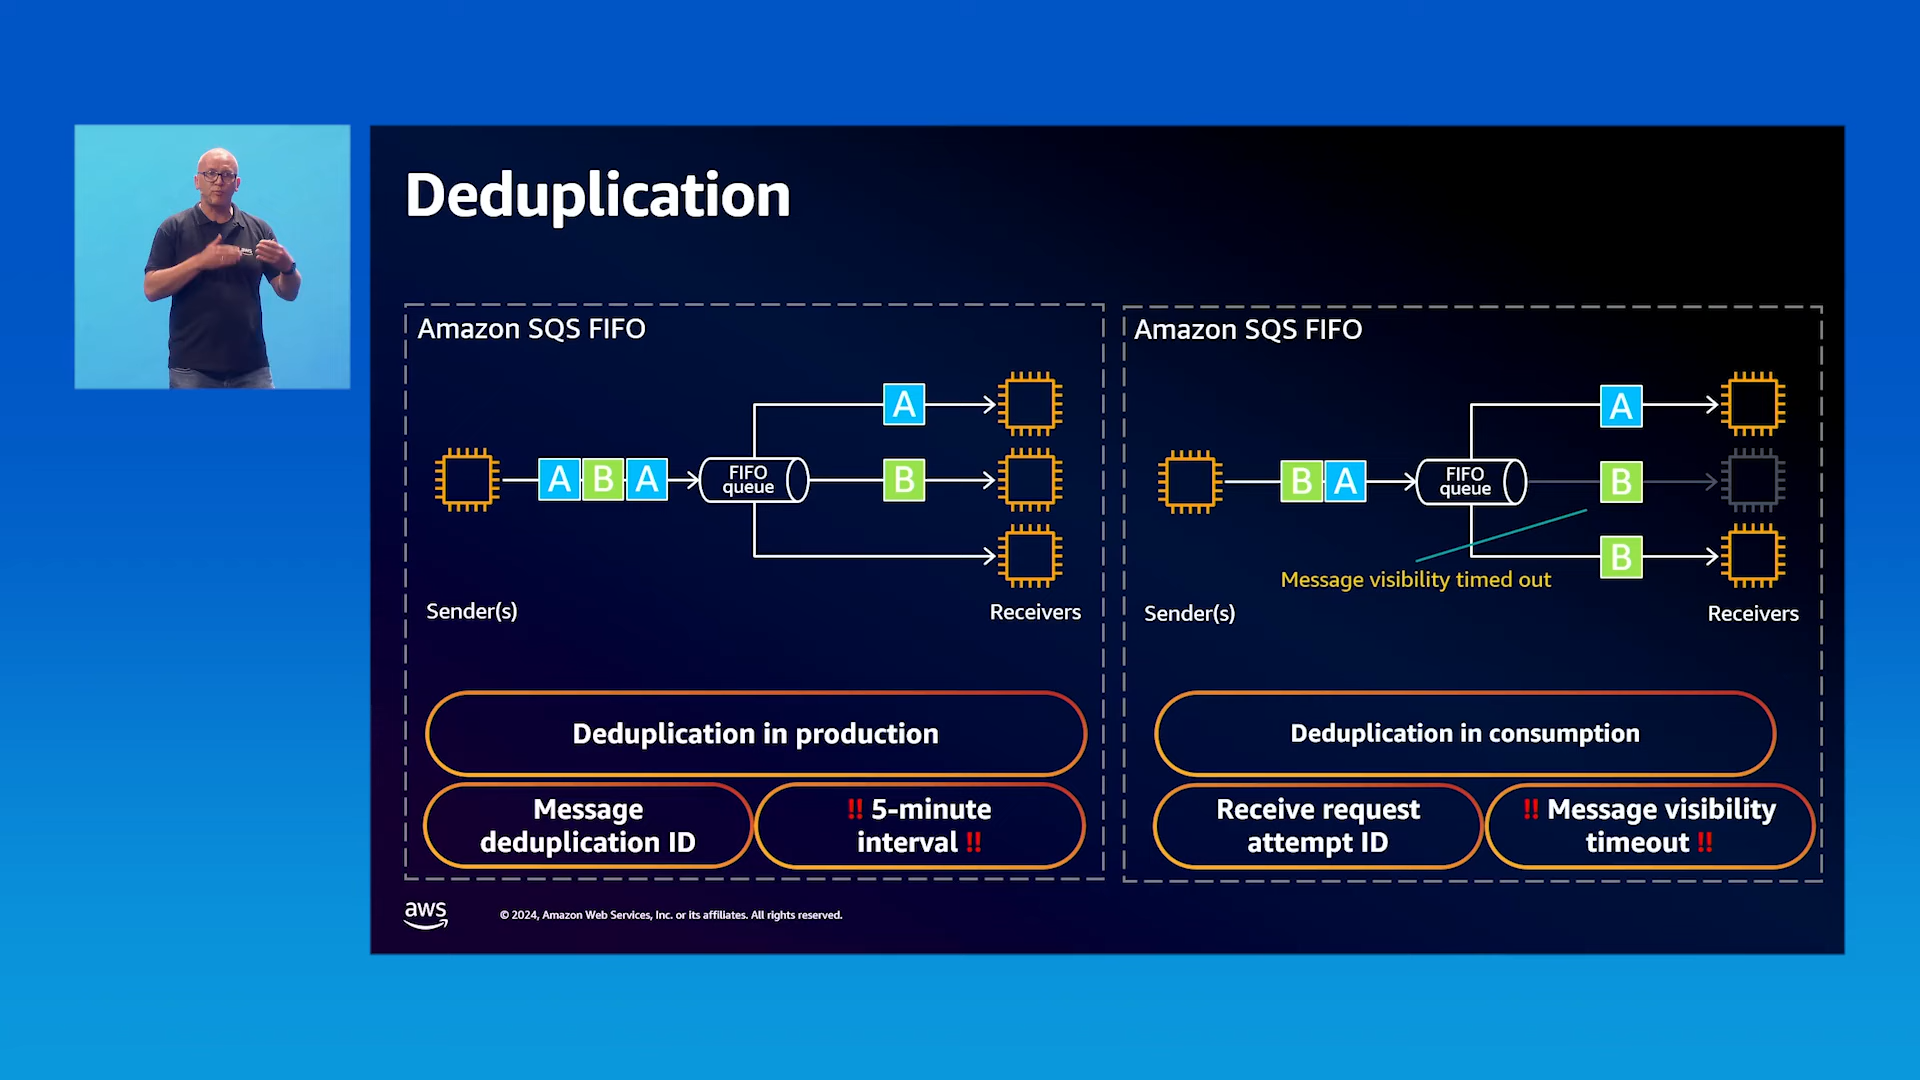 Deduplication
Amazon SQS FIFO
A
A B A
FIFO
queue
B
Sender(s)
Receivers
Deduplication in production
Message
deduplication ID
!! 5-minute
interval !!
Amazon SQS FIFO
A
B A
FIFO
queue
B
B
Message visibility timed out
Sender(s)
Receivers
Deduplication in consumption
Receive request
attempt ID
!! Message visibility
timeout !!
aws
© 2024, Amazon Web Services, Inc. or its affiliates. All rights reserved.
aws